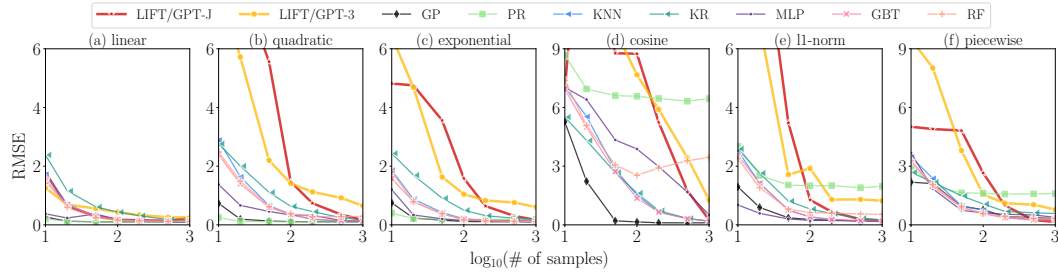 LIFT/GPT-J LIFT/GPT-3 GP PR KNN KR MLP GBT RF
(a) linear (b) quadratic (c) exponential (d) cosine (e) l1-norm (f) piecewise
6 6 6 9 6 9
4 4 4 6 4 6
2 2 2 3 2 3
0 0 0 0 0 0
1 2 3 1 2 3 1 2 3 1 2 3 1 2 3 1 2 3
RMSE
log₁₀(# of samples)